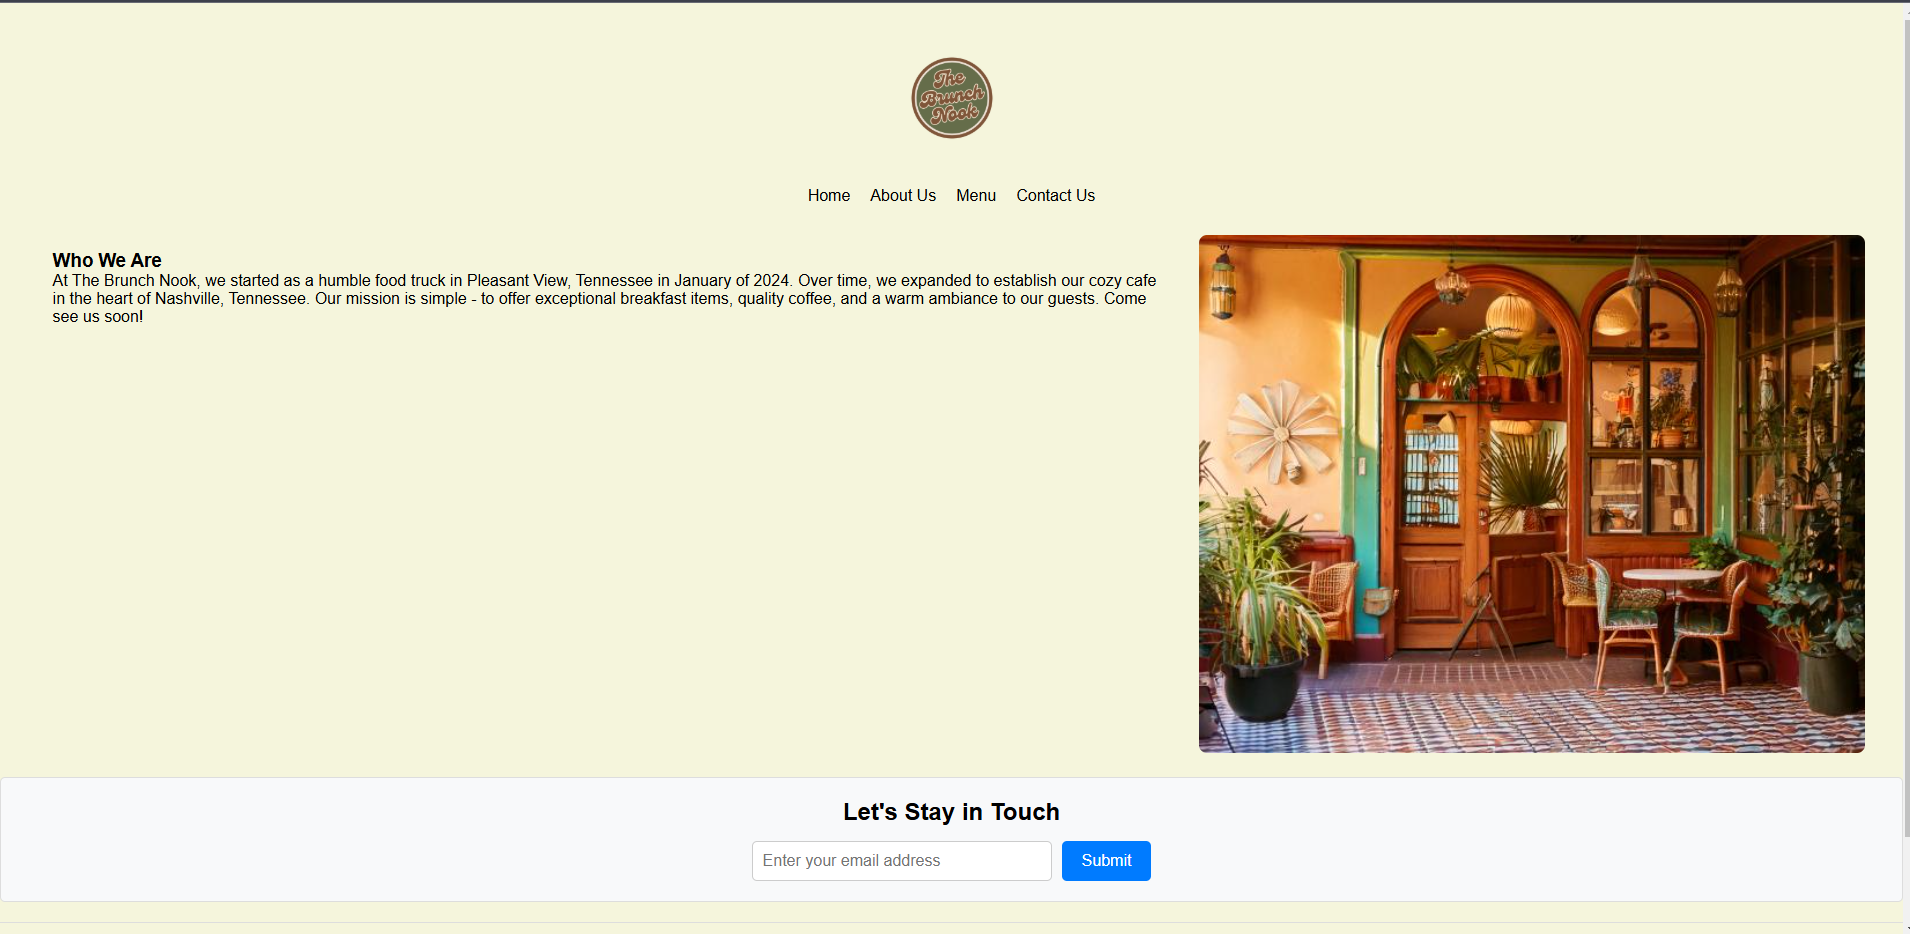 The
Brunch
Nook
Home About Us Menu Contact Us
Who We Are
At The Brunch Nook, we started as a humble food truck in Pleasant View, Tennessee in January of 2024. Over time, we expanded to establish our cozy cafe
in the heart of Nashville, Tennessee. Our mission is simple - to offer exceptional breakfast items, quality coffee, and a warm ambiance to our guests. Come
see us soon!
Let's Stay in Touch
Enter your email address Submit